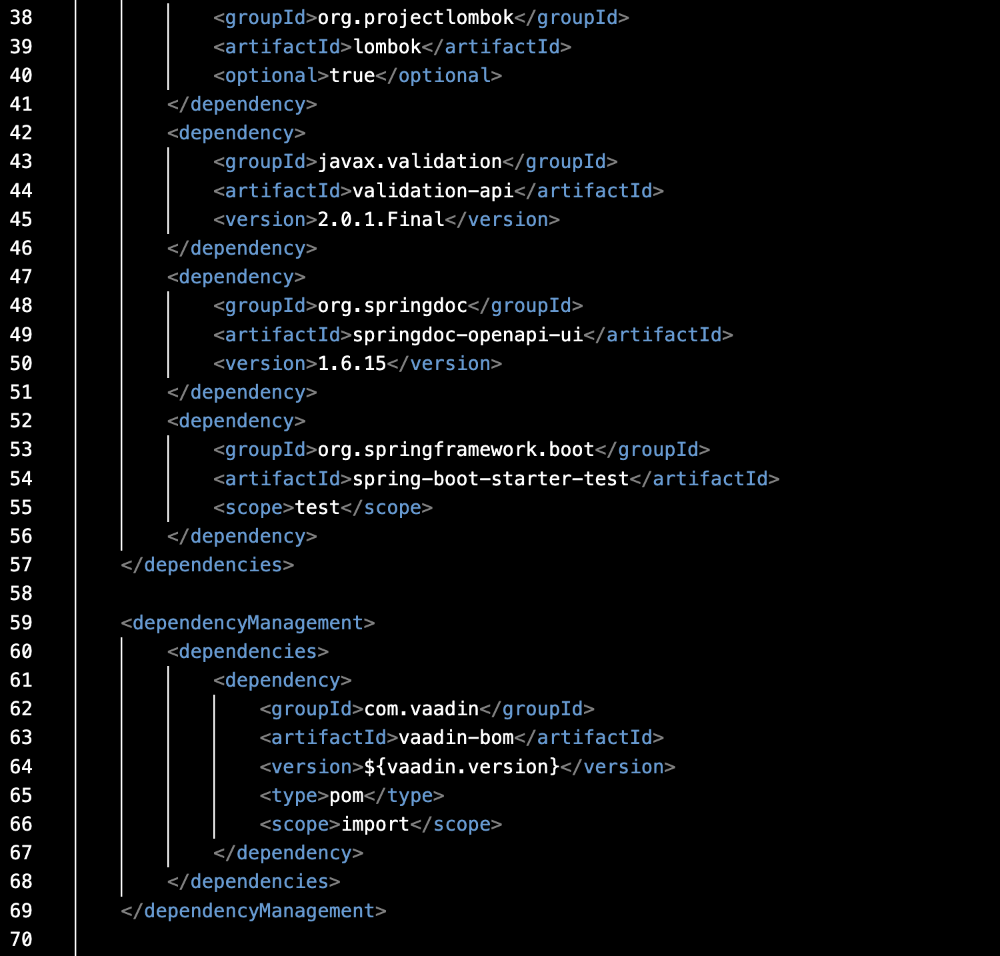 38 <groupId>org.projectlombok</groupId>
39 <artifactId>lombok</artifactId>
40 <optional>true</optional>
41 </dependency>
42 <dependency>
43 <groupId>javax.validation</groupId>
44 <artifactId>validation-api</artifactId>
45 <version>2.0.1.Final</version>
46 </dependency>
47 <dependency>
48 <groupId>org.springdoc</groupId>
49 <artifactId>springdoc-openapi-ui</artifactId>
50 <version>1.6.15</version>
51 </dependency>
52 <dependency>
53 <groupId>org.springframework.boot</groupId>
54 <artifactId>spring-boot-starter-test</artifactId>
55 <scope>test</scope>
56 </dependency>
57 </dependencies>
58
59 <dependencyManagement>
60 <dependencies>
61 <dependency>
62 <groupId>com.vaadin</groupId>
63 <artifactId>vaadin-bom</artifactId>
64 <version>${vaadin.version}</version>
65 <type>pom</type>
66 <scope>import</scope>
67 </dependency>
68 </dependencies>
69 </dependencyManagement>
70